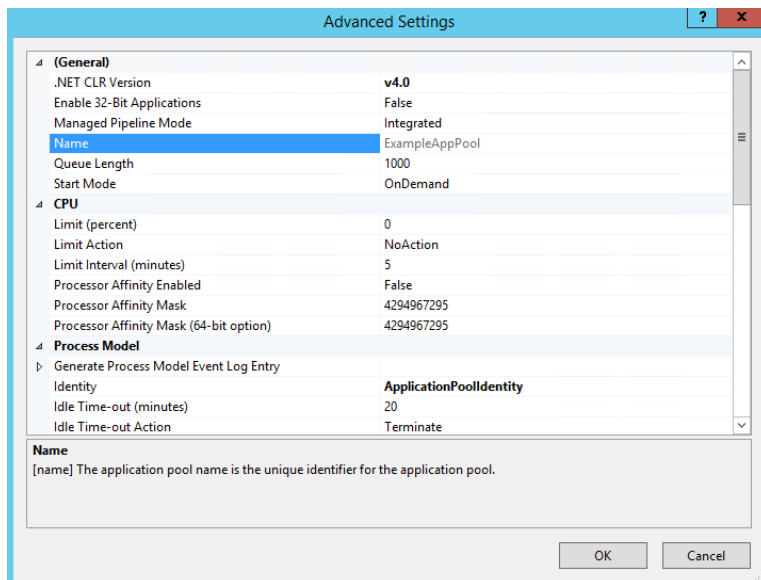 Advanced Settings
? x
(General)
.NET CLR Version v4.0
Enable 32-Bit Applications False
Managed Pipeline Mode Integrated
Name ExampleAppPool
Queue Length 1000
Start Mode OnDemand
CPU
Limit (percent) 0
Limit Action NoAction
Limit Interval (minutes) 5
Processor Affinity Enabled False
Processor Affinity Mask 4294967295
Processor Affinity Mask (64-bit option) 4294967295
Process Model
Generate Process Model Event Log Entry
Identity ApplicationPoolIdentity
Idle Time-out (minutes) 20
Idle Time-out Action Terminate
Name
[name] The application pool name is the unique identifier for the application pool.
OK Cancel